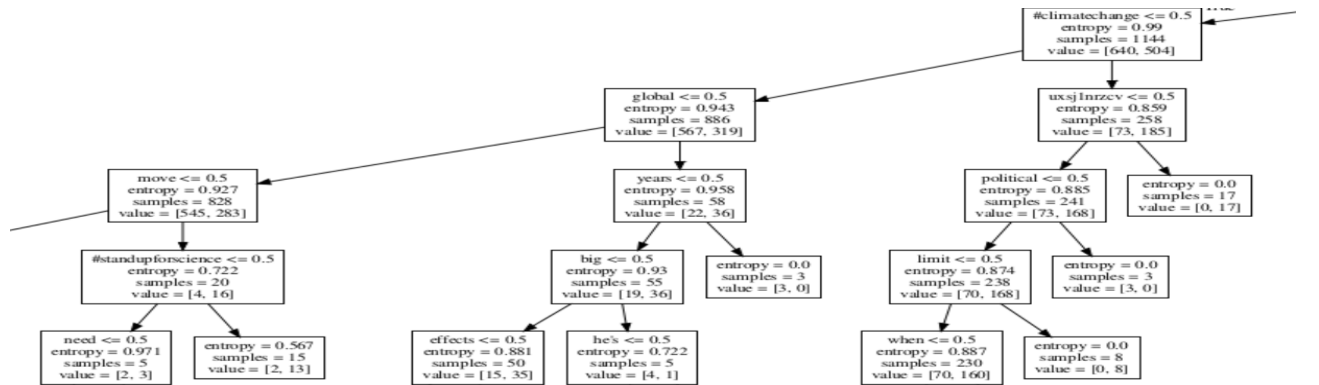 True
#climatechange <= 0.5
entropy = 0.99
samples = 1144
value = [640, 504]
global <= 0.5
entropy = 0.943
samples = 886
value = [567, 319]
uxsj1nrzcv <= 0.5
entropy = 0.859
samples = 258
value = [73, 185]
move <= 0.5
entropy = 0.927
samples = 828
value = [545, 283]
years <= 0.5
entropy = 0.958
samples = 58
value = [22, 36]
political <= 0.5
entropy = 0.885
samples = 241
value = [73, 168]
entropy = 0.0
samples = 17
value = [0, 17]
#standupforscience <= 0.5
entropy = 0.722
samples = 20
value = [4, 16]
big <= 0.5
entropy = 0.93
samples = 55
value = [19, 36]
entropy = 0.0
samples = 3
value = [3, 0]
limit <= 0.5
entropy = 0.874
samples = 238
value = [70, 168]
entropy = 0.0
samples = 3
value = [3, 0]
need <= 0.5
entropy = 0.971
samples = 5
value = [2, 3]
entropy = 0.567
samples = 15
value = [2, 13]
effects <= 0.5
entropy = 0.881
samples = 50
value = [15, 35]
he's <= 0.5
entropy = 0.722
samples = 5
value = [4, 1]
when <= 0.5
entropy = 0.887
samples = 230
value = [70, 160]
entropy = 0.0
samples = 8
value = [0, 8]